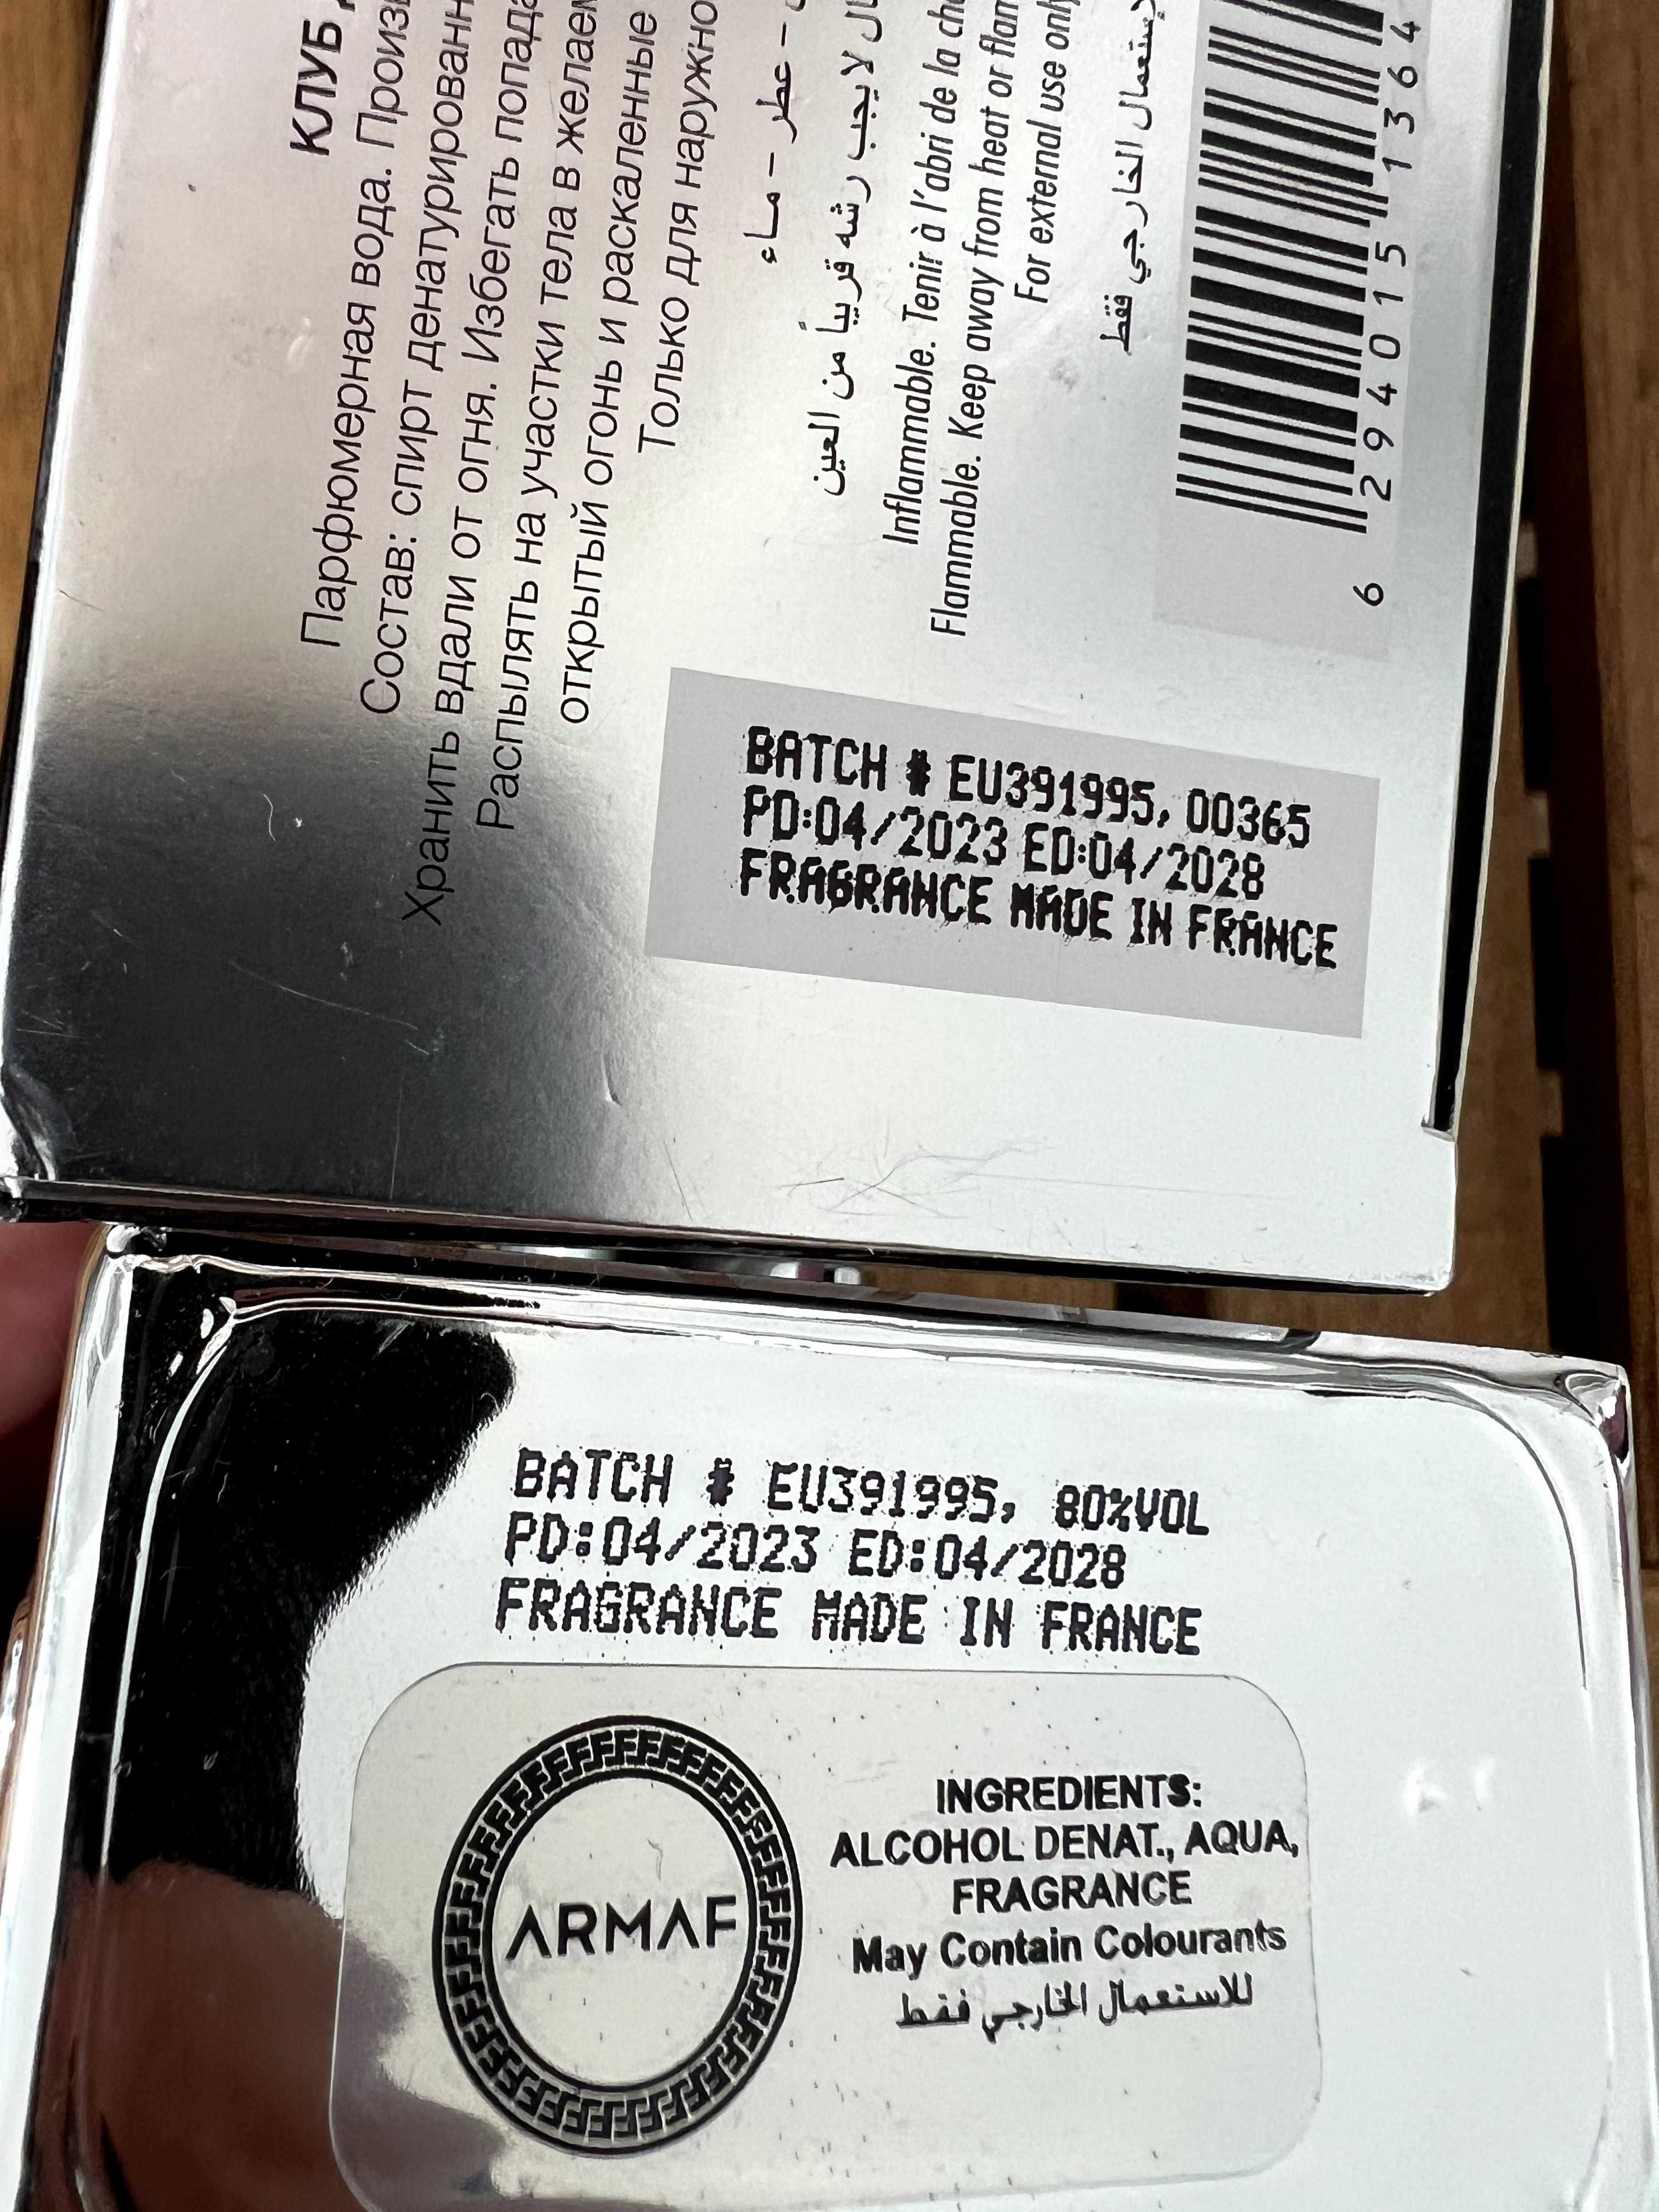 КЛУБ
Парфюмерная вода.
Состав: спирт
Хранить вдали от огня. Избегать
Распылять на участки тела в
открытый огонь и раскаленные
Только для
عطر - ماء
لا يجب رشه قريباً من العين
Inflammable. Tenir à l'abri de la
Flammable. Keep away from heat or
For external use only
للإستعمال الخارجي فقط
6 294015 1364
BATCH # EU391995, 00365
PD:04/2023 ED:04/2028
FRAGRANCE MADE IN FRANCE
BATCH # EU391995, 80%VOL
PD:04/2023 ED:04/2028
FRAGRANCE MADE IN FRANCE
ARMAF
INGREDIENTS:
ALCOHOL DENAT., AQUA,
FRAGRANCE
May Contain Colourants
للاستعمال الخارجي فقط